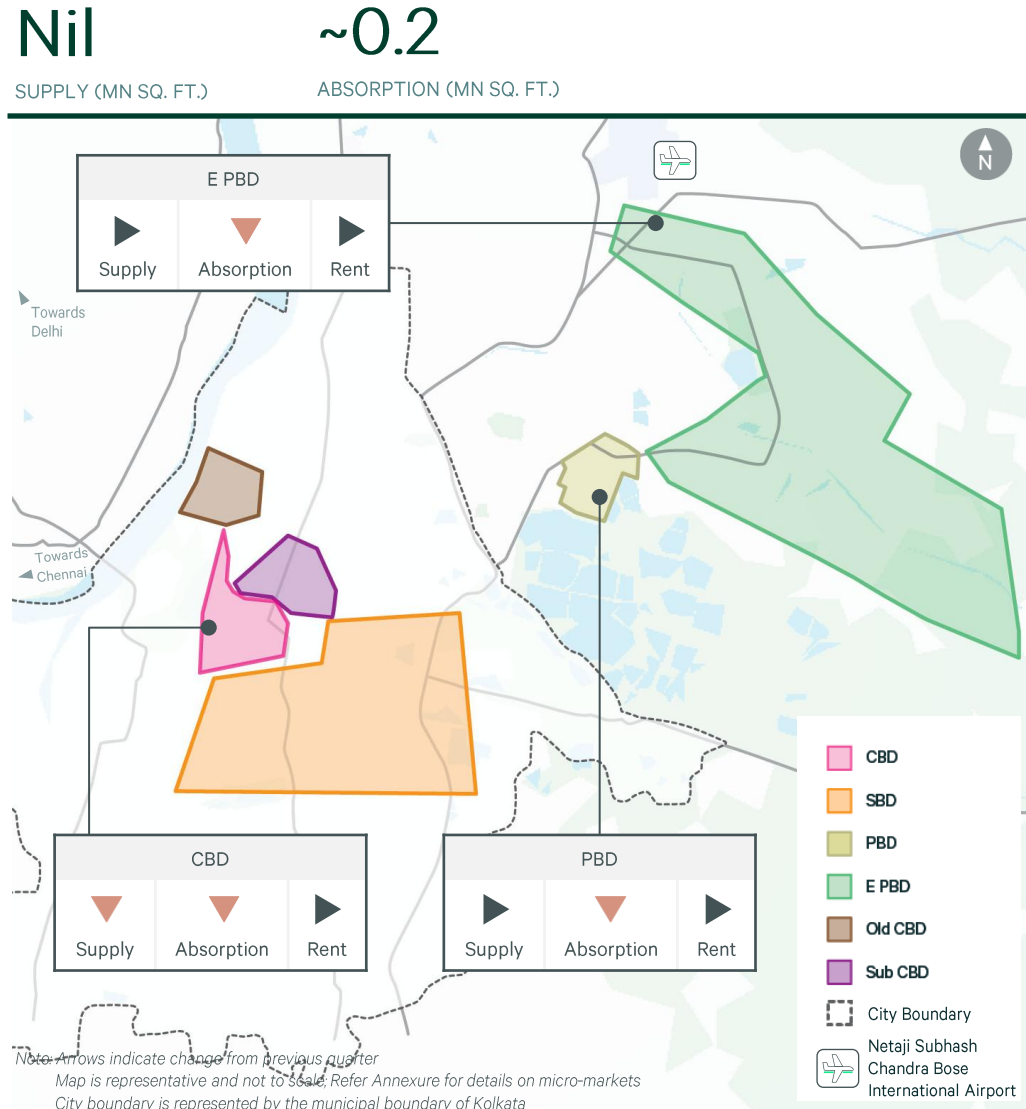 Nil
~0.2
SUPPLY (MN SQ. FT.)
ABSORPTION (MN SQ. FT.)
N
E PBD
Supply
Absorption
Rent
Towards
Delhi
Towards
Chennai
CBD
Supply
Absorption
Rent
PBD
Supply
Absorption
Rent
CBD
SBD
PBD
E PBD
Old CBD
Sub CBD
City Boundary
Netaji Subhash
Chandra Bose
International Airport
Note: Arrows indicate change from previous quarter
Map is representative and not to scale; Refer Annexure for details on micro-markets
City boundary is represented by the municipal boundary of Kolkata